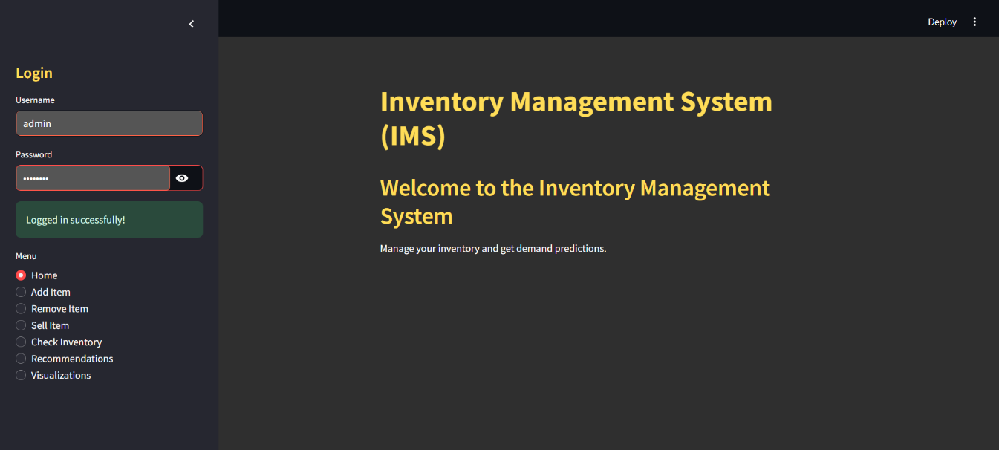 Deploy
Login
Username
admin
Password
••••••••
Logged in successfully!
Menu
Home
Add Item
Remove Item
Sell Item
Check Inventory
Recommendations
Visualizations
Inventory Management System
(IMS)
Welcome to the Inventory Management
System
Manage your inventory and get demand predictions.